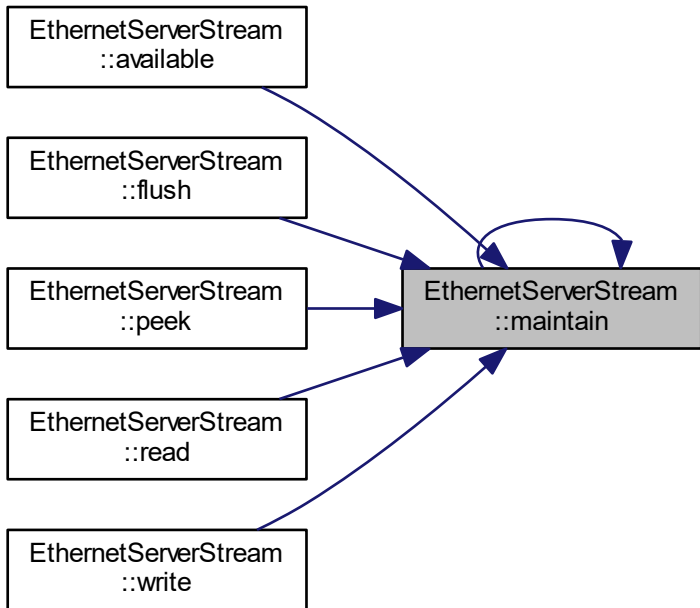 EthernetServerStream
::available
EthernetServerStream
::flush
EthernetServerStream
::peek
EthernetServerStream
::maintain
EthernetServerStream
::read
EthernetServerStream
::write